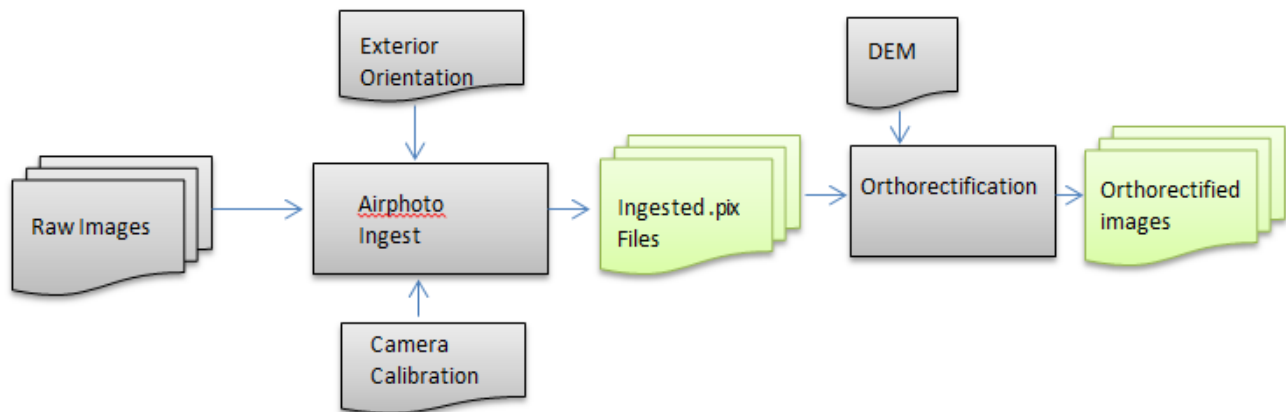 Exterior
Orientation
DEM
Raw Images
Airphoto
Ingest
Ingested .pix
Files
Orthorectification
Orthorectified
images
Camera
Calibration